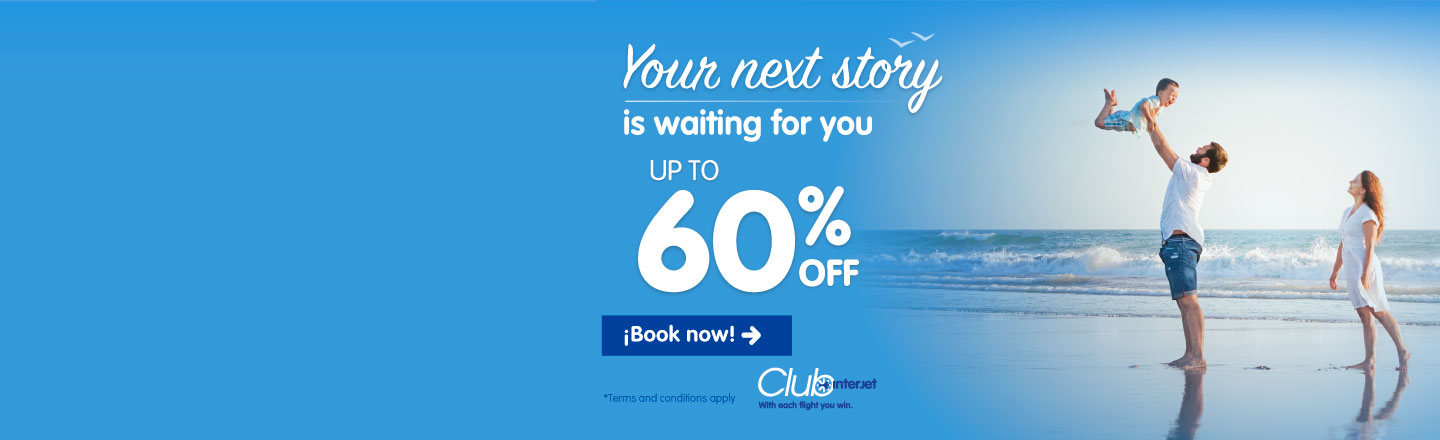 Your next story
is waiting for you
UP TO
60%
OFF
¡Book now!
Club interjet
With each flight you win.
*Terms and conditions apply